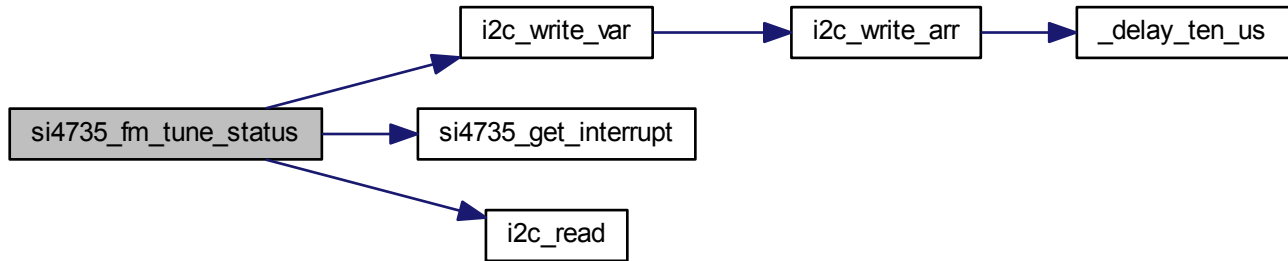 i2c_write_var
i2c_write_arr
_delay_ten_us
si4735_fm_tune_status
si4735_get_interrupt
i2c_read